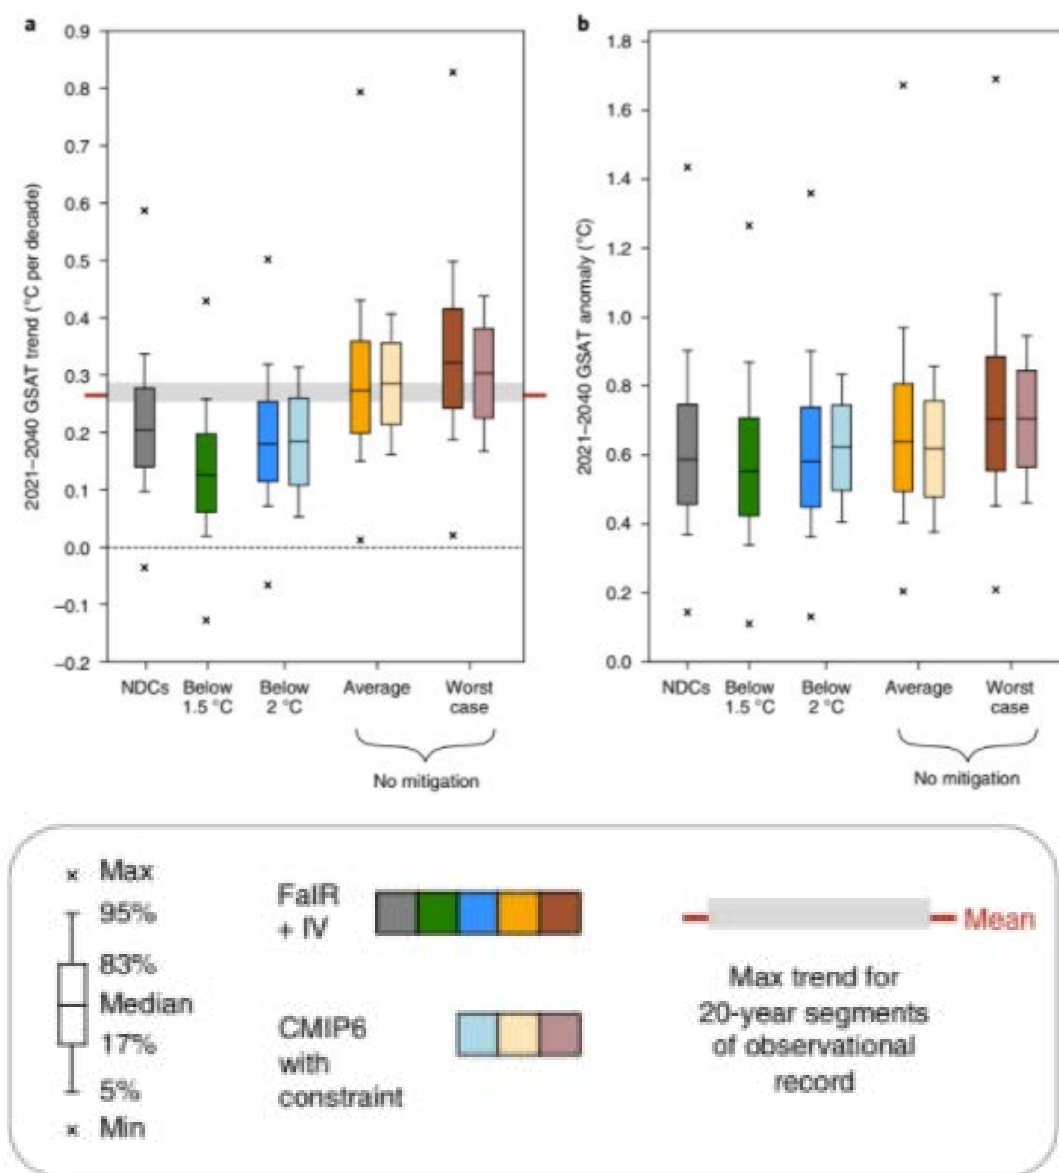 a
b
0.9
0.8
0.7
0.6
0.5
0.4
0.3
0.2
0.1
0.0
−0.1
−0.2
2021–2040 GSAT trend (°C per decade)
NDCs
Below
1.5 °C
Below
2 °C
Average
Worst
case
No mitigation
1.8
1.6
1.4
1.2
1.0
0.8
0.6
0.4
0.2
0.0
2021–2040 GSAT anomaly (°C)
NDCs
Below
1.5 °C
Below
2 °C
Average
Worst
case
No mitigation
Max
95%
83%
Median
17%
5%
Min
FaIR
+ IV
CMIP6
with
constraint
Mean
Max trend for
20-year segments
of observational
record